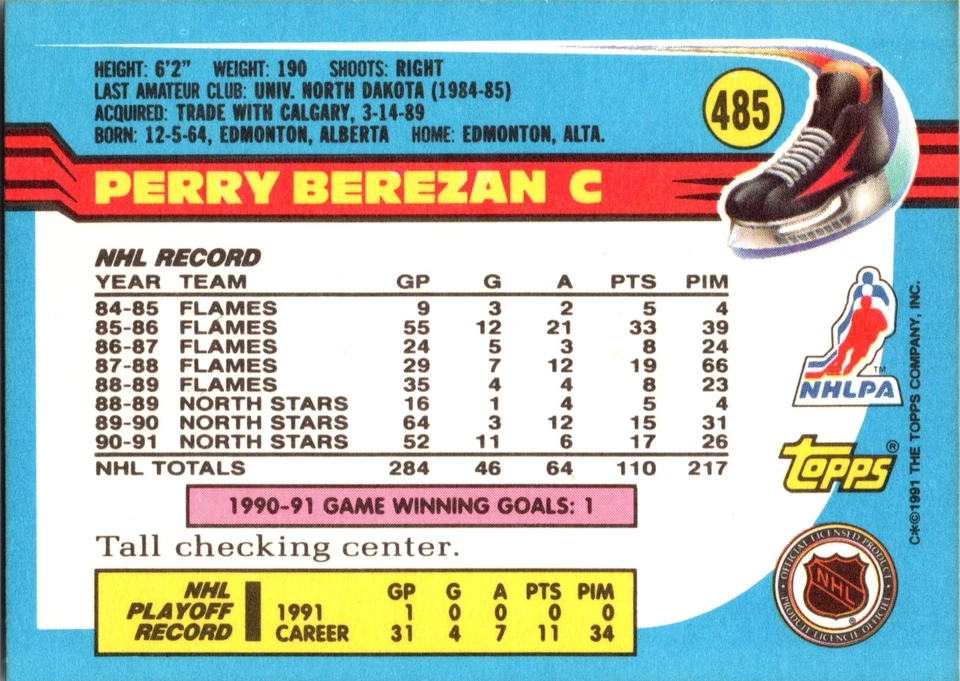 HEIGHT: 6'2" WEIGHT: 190 SHOOTS: RIGHT
LAST AMATEUR CLUB: UNIV. NORTH DAKOTA (1984-85)
ACQUIRED: TRADE WITH CALGARY, 3-14-89
BORN: 12-5-64, EDMONTON, ALBERTA HOME: EDMONTON, ALTA.
485
PERRY BEREZAN C
NHL RECORD
YEAR TEAM GP G A PTS PIM
84-85 FLAMES 9 3 2 5 4
85-86 FLAMES 55 12 21 33 39
86-87 FLAMES 24 5 3 8 24
87-88 FLAMES 29 7 12 19 66
88-89 FLAMES 35 4 4 8 23
88-89 NORTH STARS 16 1 4 5 4
89-90 NORTH STARS 64 3 12 15 31
90-91 NORTH STARS 52 11 6 17 26
NHL TOTALS 284 46 64 110 217
1990-91 GAME WINNING GOALS: 1
Tall checking center.
NHL PLAYOFF RECORD
GP G A PTS PIM
1991 1 0 0 0 0
CAREER 31 4 7 11 34
NHLPA TM
Topps ®
C*©1991 THE TOPPS COMPANY, INC.
OFFICIAL LICENSED PRODUCT
NHL ®
PRODUIT LICENCIÉ OFFICIEL